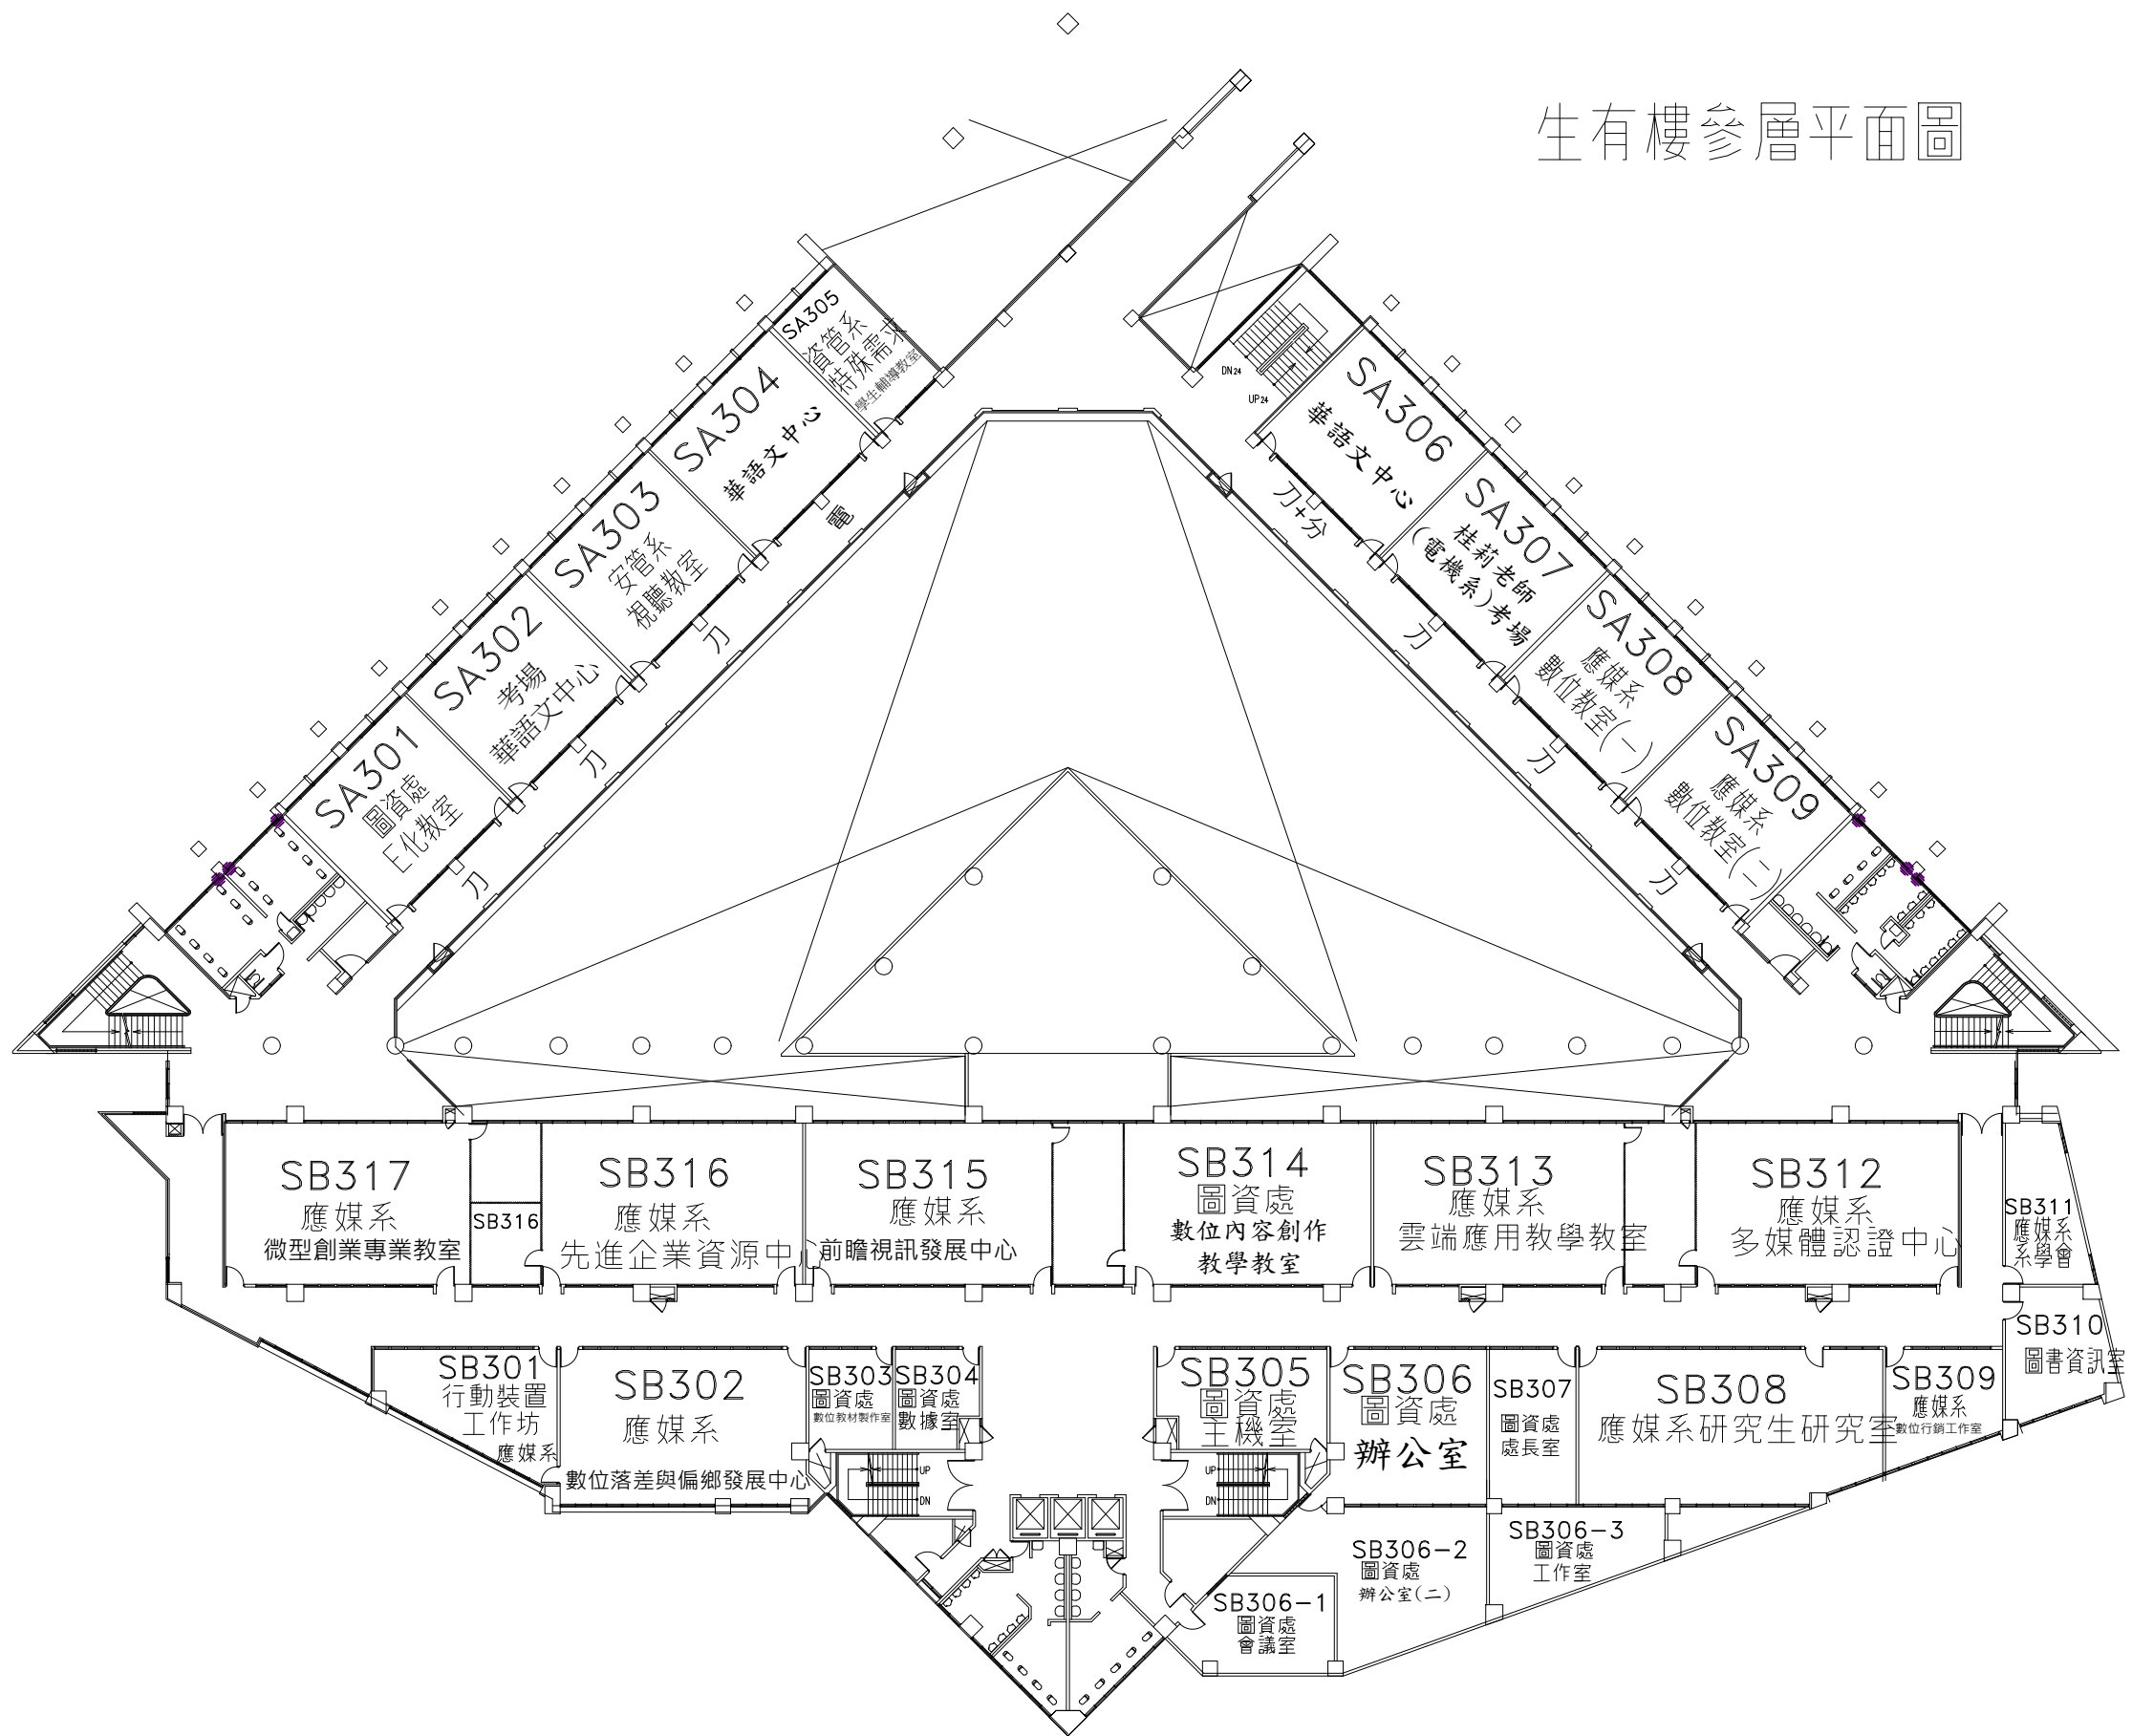 生有樓參層平面圖
SA305
資管系
特殊需求
學生輔導教室
SA304
華語文中心
SA303
安管系
視聽教室
SA302
考場
華語文中心
SA301
圖資處
E化教室
電
刀
刀
刀
DN24
UP24
SA306
華語文中心
SA307
桂莉老師
(電機系)考場
SA308
應媒系
數位教室(一)
SA309
應媒系
數位教室(二)
刀+分
刀
刀
刀
SB317
應媒系
微型創業專業教室
SB316
SB316
應媒系
先進企業資源中心
SB315
應媒系
前瞻視訊發展中心
SB314
圖資處
數位內容創作
教學教室
SB313
應媒系
雲端應用教學教室
SB312
應媒系
多媒體認證中心
SB311
應媒系
系學會
SB310
圖書資訊室
SB301
行動裝置
工作坊
應媒系
SB302
應媒系
數位落差與偏鄉發展中心
SB303
圖資處
數位教材製作室
SB304
圖資處
數據室
SB305
圖資處
主機室
SB306
圖資處
辦公室
SB307
圖資處
處長室
SB308
應媒系研究生研究室
SB309
應媒系
數位行銷工作室
UP
DN
UP
DN
SB306-1
圖資處
會議室
SB306-2
圖資處
辦公室(二)
SB306-3
圖資處
工作室